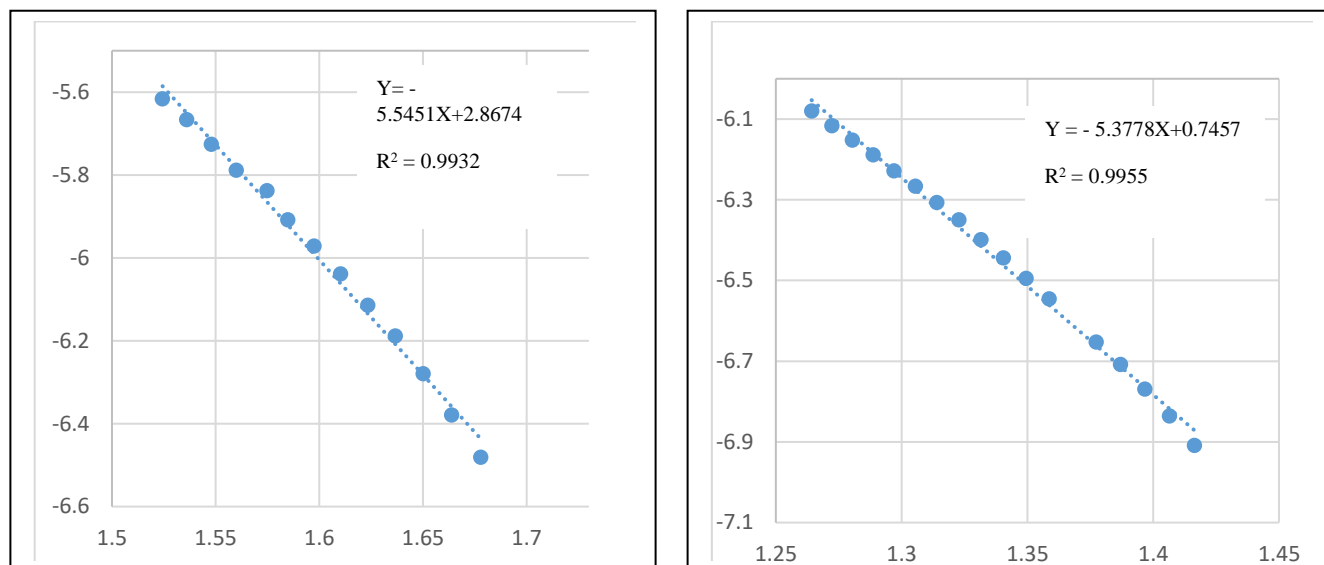 -5.6
-5.8
-6
-6.2
-6.4
-6.6
1.5 1.55 1.6 1.65 1.7
Y= -
5.5451X+2.8674
R² = 0.9932
-6.1
-6.3
-6.5
-6.7
-6.9
-7.1
1.25 1.3 1.35 1.4 1.45
Y = - 5.3778X+0.7457
R² = 0.9955